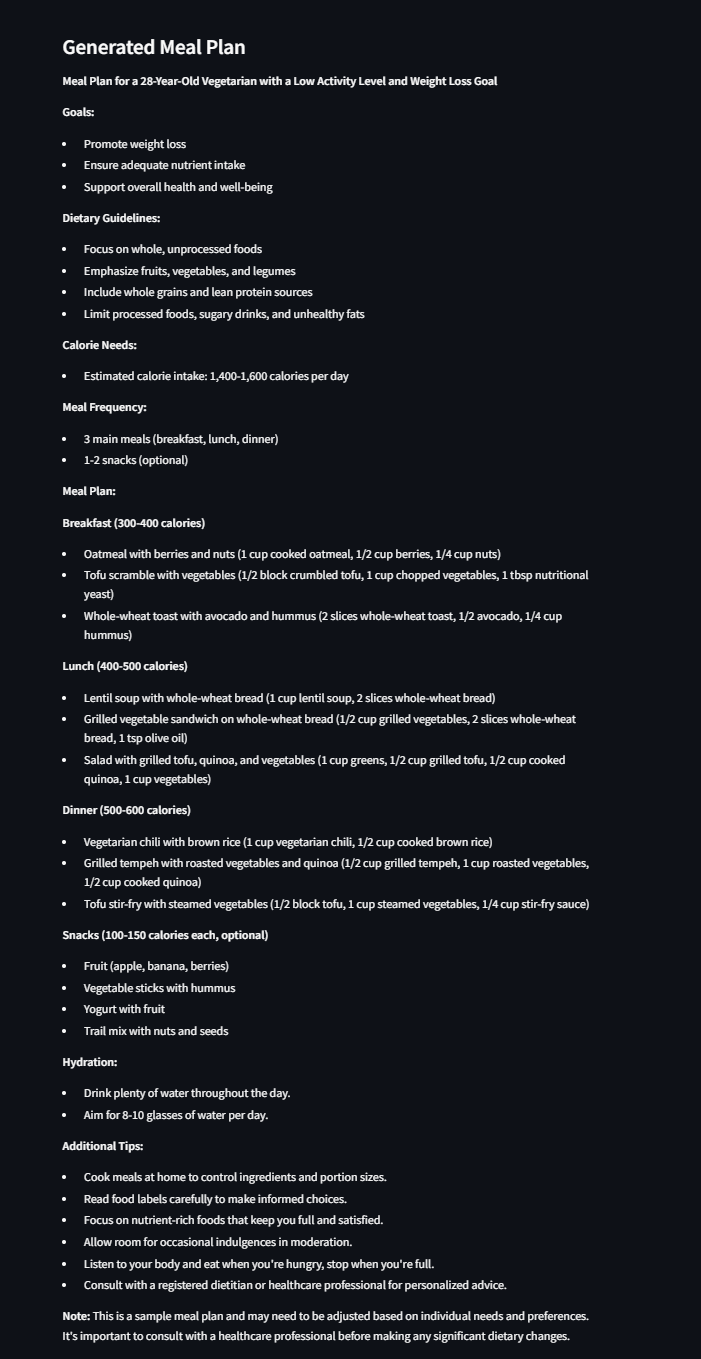 Generated Meal Plan
Meal Plan for a 28-Year-Old Vegetarian with a Low Activity Level and Weight Loss Goal
Goals:
• Promote weight loss
• Ensure adequate nutrient intake
• Support overall health and well-being
Dietary Guidelines:
• Focus on whole, unprocessed foods
• Emphasize fruits, vegetables, and legumes
• Include whole grains and lean protein sources
• Limit processed foods, sugary drinks, and unhealthy fats
Calorie Needs:
• Estimated calorie intake: 1,400-1,600 calories per day
Meal Frequency:
• 3 main meals (breakfast, lunch, dinner)
• 1-2 snacks (optional)
Meal Plan:
Breakfast (300-400 calories)
• Oatmeal with berries and nuts (1 cup cooked oatmeal, 1/2 cup berries, 1/4 cup nuts)
• Tofu scramble with vegetables (1/2 block crumbled tofu, 1 cup chopped vegetables, 1 tbsp nutritional
yeast)
• Whole-wheat toast with avocado and hummus (2 slices whole-wheat toast, 1/2 avocado, 1/4 cup
hummus)
Lunch (400-500 calories)
• Lentil soup with whole-wheat bread (1 cup lentil soup, 2 slices whole-wheat bread)
• Grilled vegetable sandwich on whole-wheat bread (1/2 cup grilled vegetables, 2 slices whole-wheat
bread, 1 tsp olive oil)
• Salad with grilled tofu, quinoa, and vegetables (1 cup greens, 1/2 cup grilled tofu, 1/2 cup cooked
quinoa, 1 cup vegetables)
Dinner (500-600 calories)
• Vegetarian chili with brown rice (1 cup vegetarian chili, 1/2 cup cooked brown rice)
• Grilled tempeh with roasted vegetables and quinoa (1/2 cup grilled tempeh, 1 cup roasted vegetables,
1/2 cup cooked quinoa)
• Tofu stir-fry with steamed vegetables (1/2 block tofu, 1 cup steamed vegetables, 1/4 cup stir-fry sauce)
Snacks (100-150 calories each, optional)
• Fruit (apple, banana, berries)
• Vegetable sticks with hummus
• Yogurt with fruit
• Trail mix with nuts and seeds
Hydration:
• Drink plenty of water throughout the day.
• Aim for 8-10 glasses of water per day.
Additional Tips:
• Cook meals at home to control ingredients and portion sizes.
• Read food labels carefully to make informed choices.
• Focus on nutrient-rich foods that keep you full and satisfied.
• Allow room for occasional indulgences in moderation.
• Listen to your body and eat when you're hungry, stop when you're full.
• Consult with a registered dietitian or healthcare professional for personalized advice.
Note: This is a sample meal plan and may need to be adjusted based on individual needs and preferences.
It's important to consult with a healthcare professional before making any significant dietary changes.